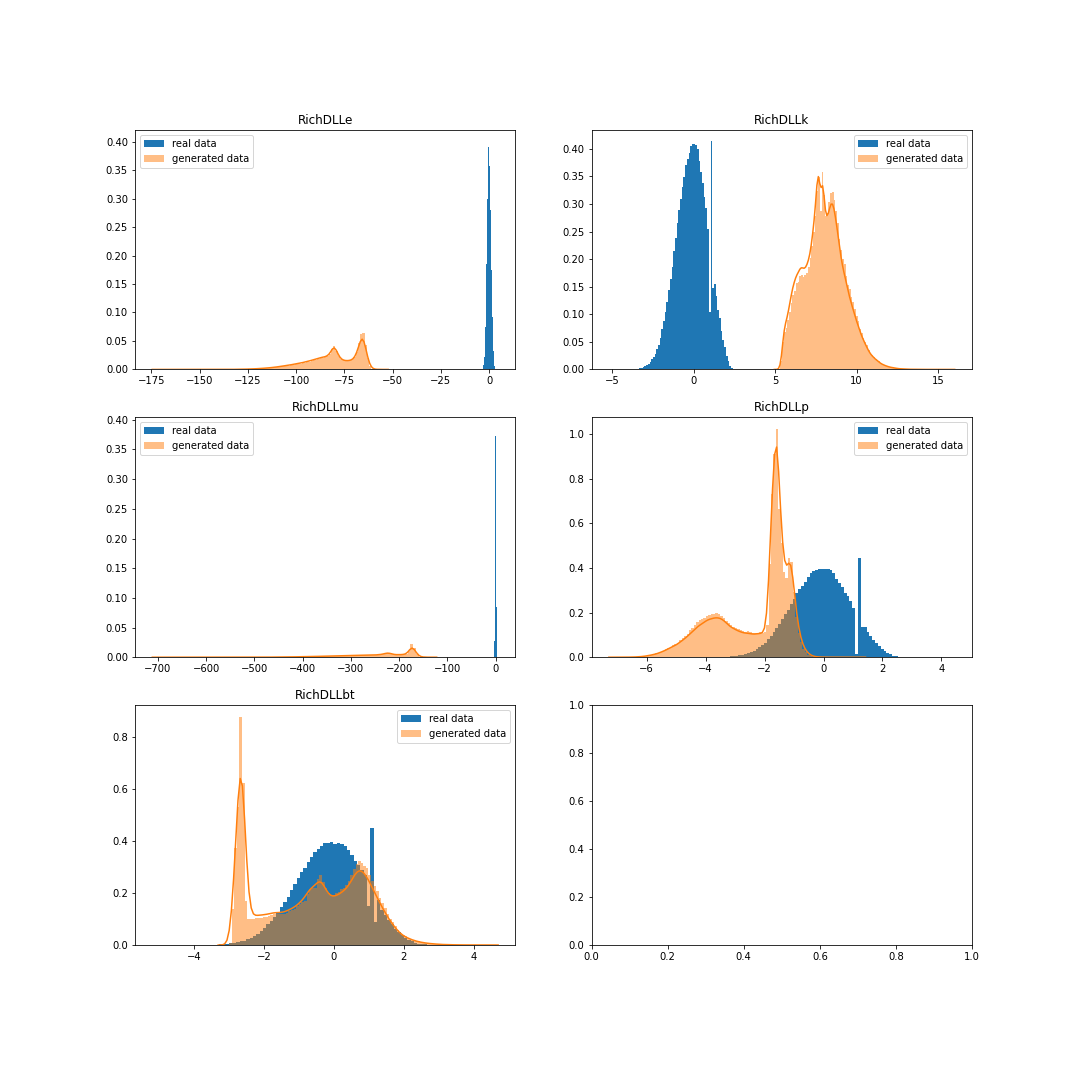 RichDLLe
real data
generated data
0.40
0.35
0.30
0.25
0.20
0.15
0.10
0.05
0.00
−175 −150 −125 −100 −75 −50 −25 0
RichDLLk
real data
generated data
0.40
0.35
0.30
0.25
0.20
0.15
0.10
0.05
0.00
−5 0 5 10 15
RichDLLmu
real data
generated data
0.40
0.35
0.30
0.25
0.20
0.15
0.10
0.05
0.00
−700 −600 −500 −400 −300 −200 −100 0
RichDLLp
real data
generated data
1.0
0.8
0.6
0.4
0.2
0.0
−6 −4 −2 0 2 4
RichDLLbt
real data
generated data
0.8
0.6
0.4
0.2
0.0
−4 −2 0 2 4
1.0
0.8
0.6
0.4
0.2
0.0
0.0 0.2 0.4 0.6 0.8 1.0